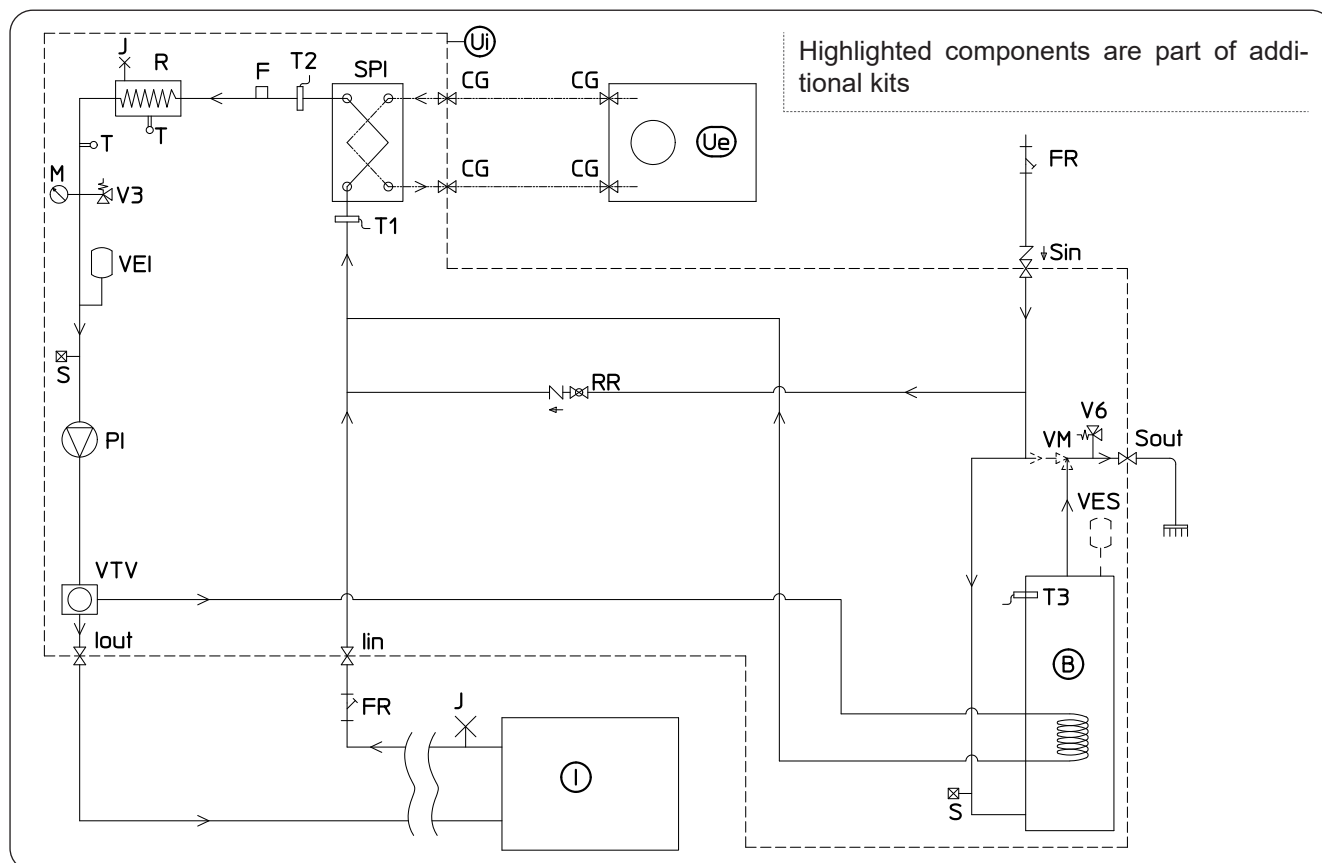 Highlighted components are part of addi-
tional kits
Ui
J
R
F
T2
SPI
CG
CG
Ue
T
T
M
V3
CG
CG
FR
T1
VEI
Sin
S
RR
PI
V6
VM
Sout
VES
VTV
T3
Iout
Iin
B
FR
J
I
S